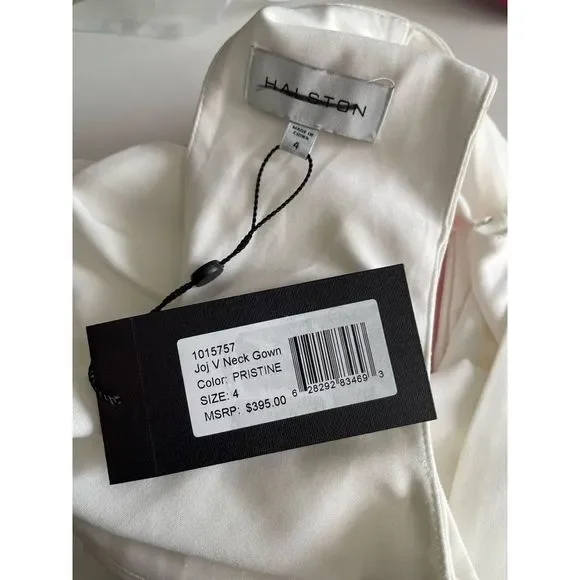 HALSTON
MADE IN
CHINA
4
1015757
Joj V Neck Gown
Color: PRISTINE
SIZE: 4
MSRP: $395.00
6 28292 83469 3